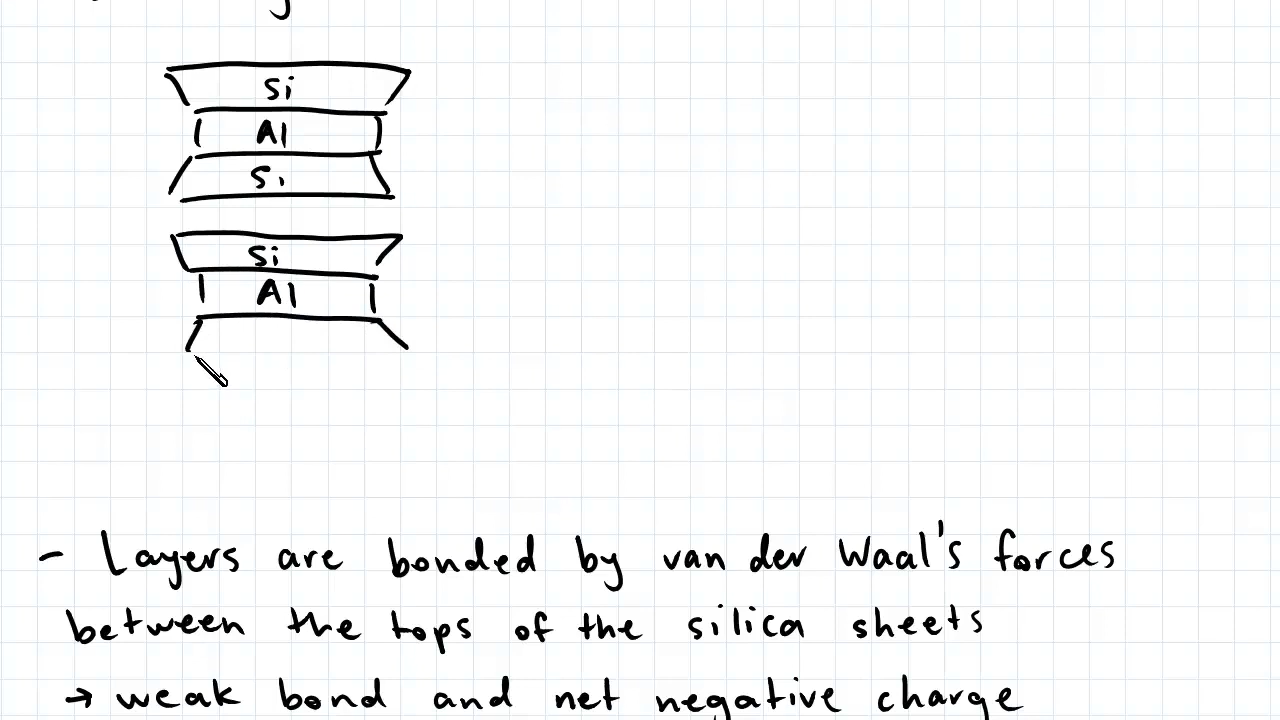 Si
Al
Si
Si
Al
- Layers are bonded by van der Waal's forces
between the tops of the silica sheets
→ weak bond and net negative charge